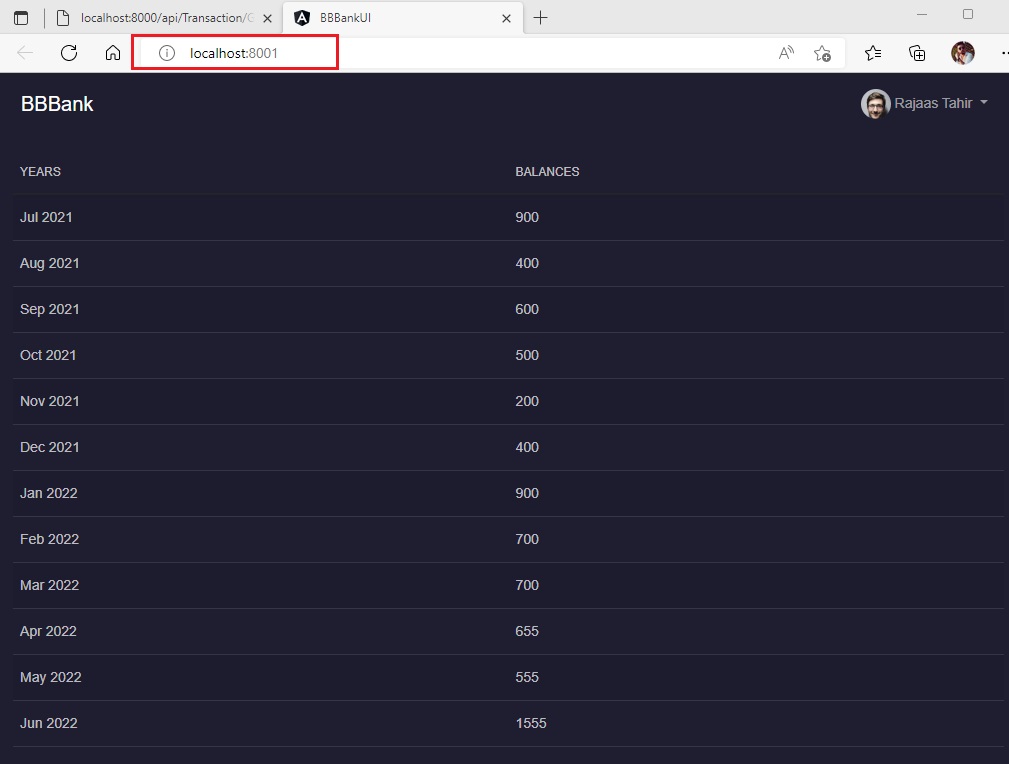 localhost:8000/api/Transaction/G
BBBankUI
localhost:8001
BBBank
Rajaas Tahir
YEARS BALANCES
Jul 2021 900
Aug 2021 400
Sep 2021 600
Oct 2021 500
Nov 2021 200
Dec 2021 400
Jan 2022 900
Feb 2022 700
Mar 2022 700
Apr 2022 655
May 2022 555
Jun 2022 1555